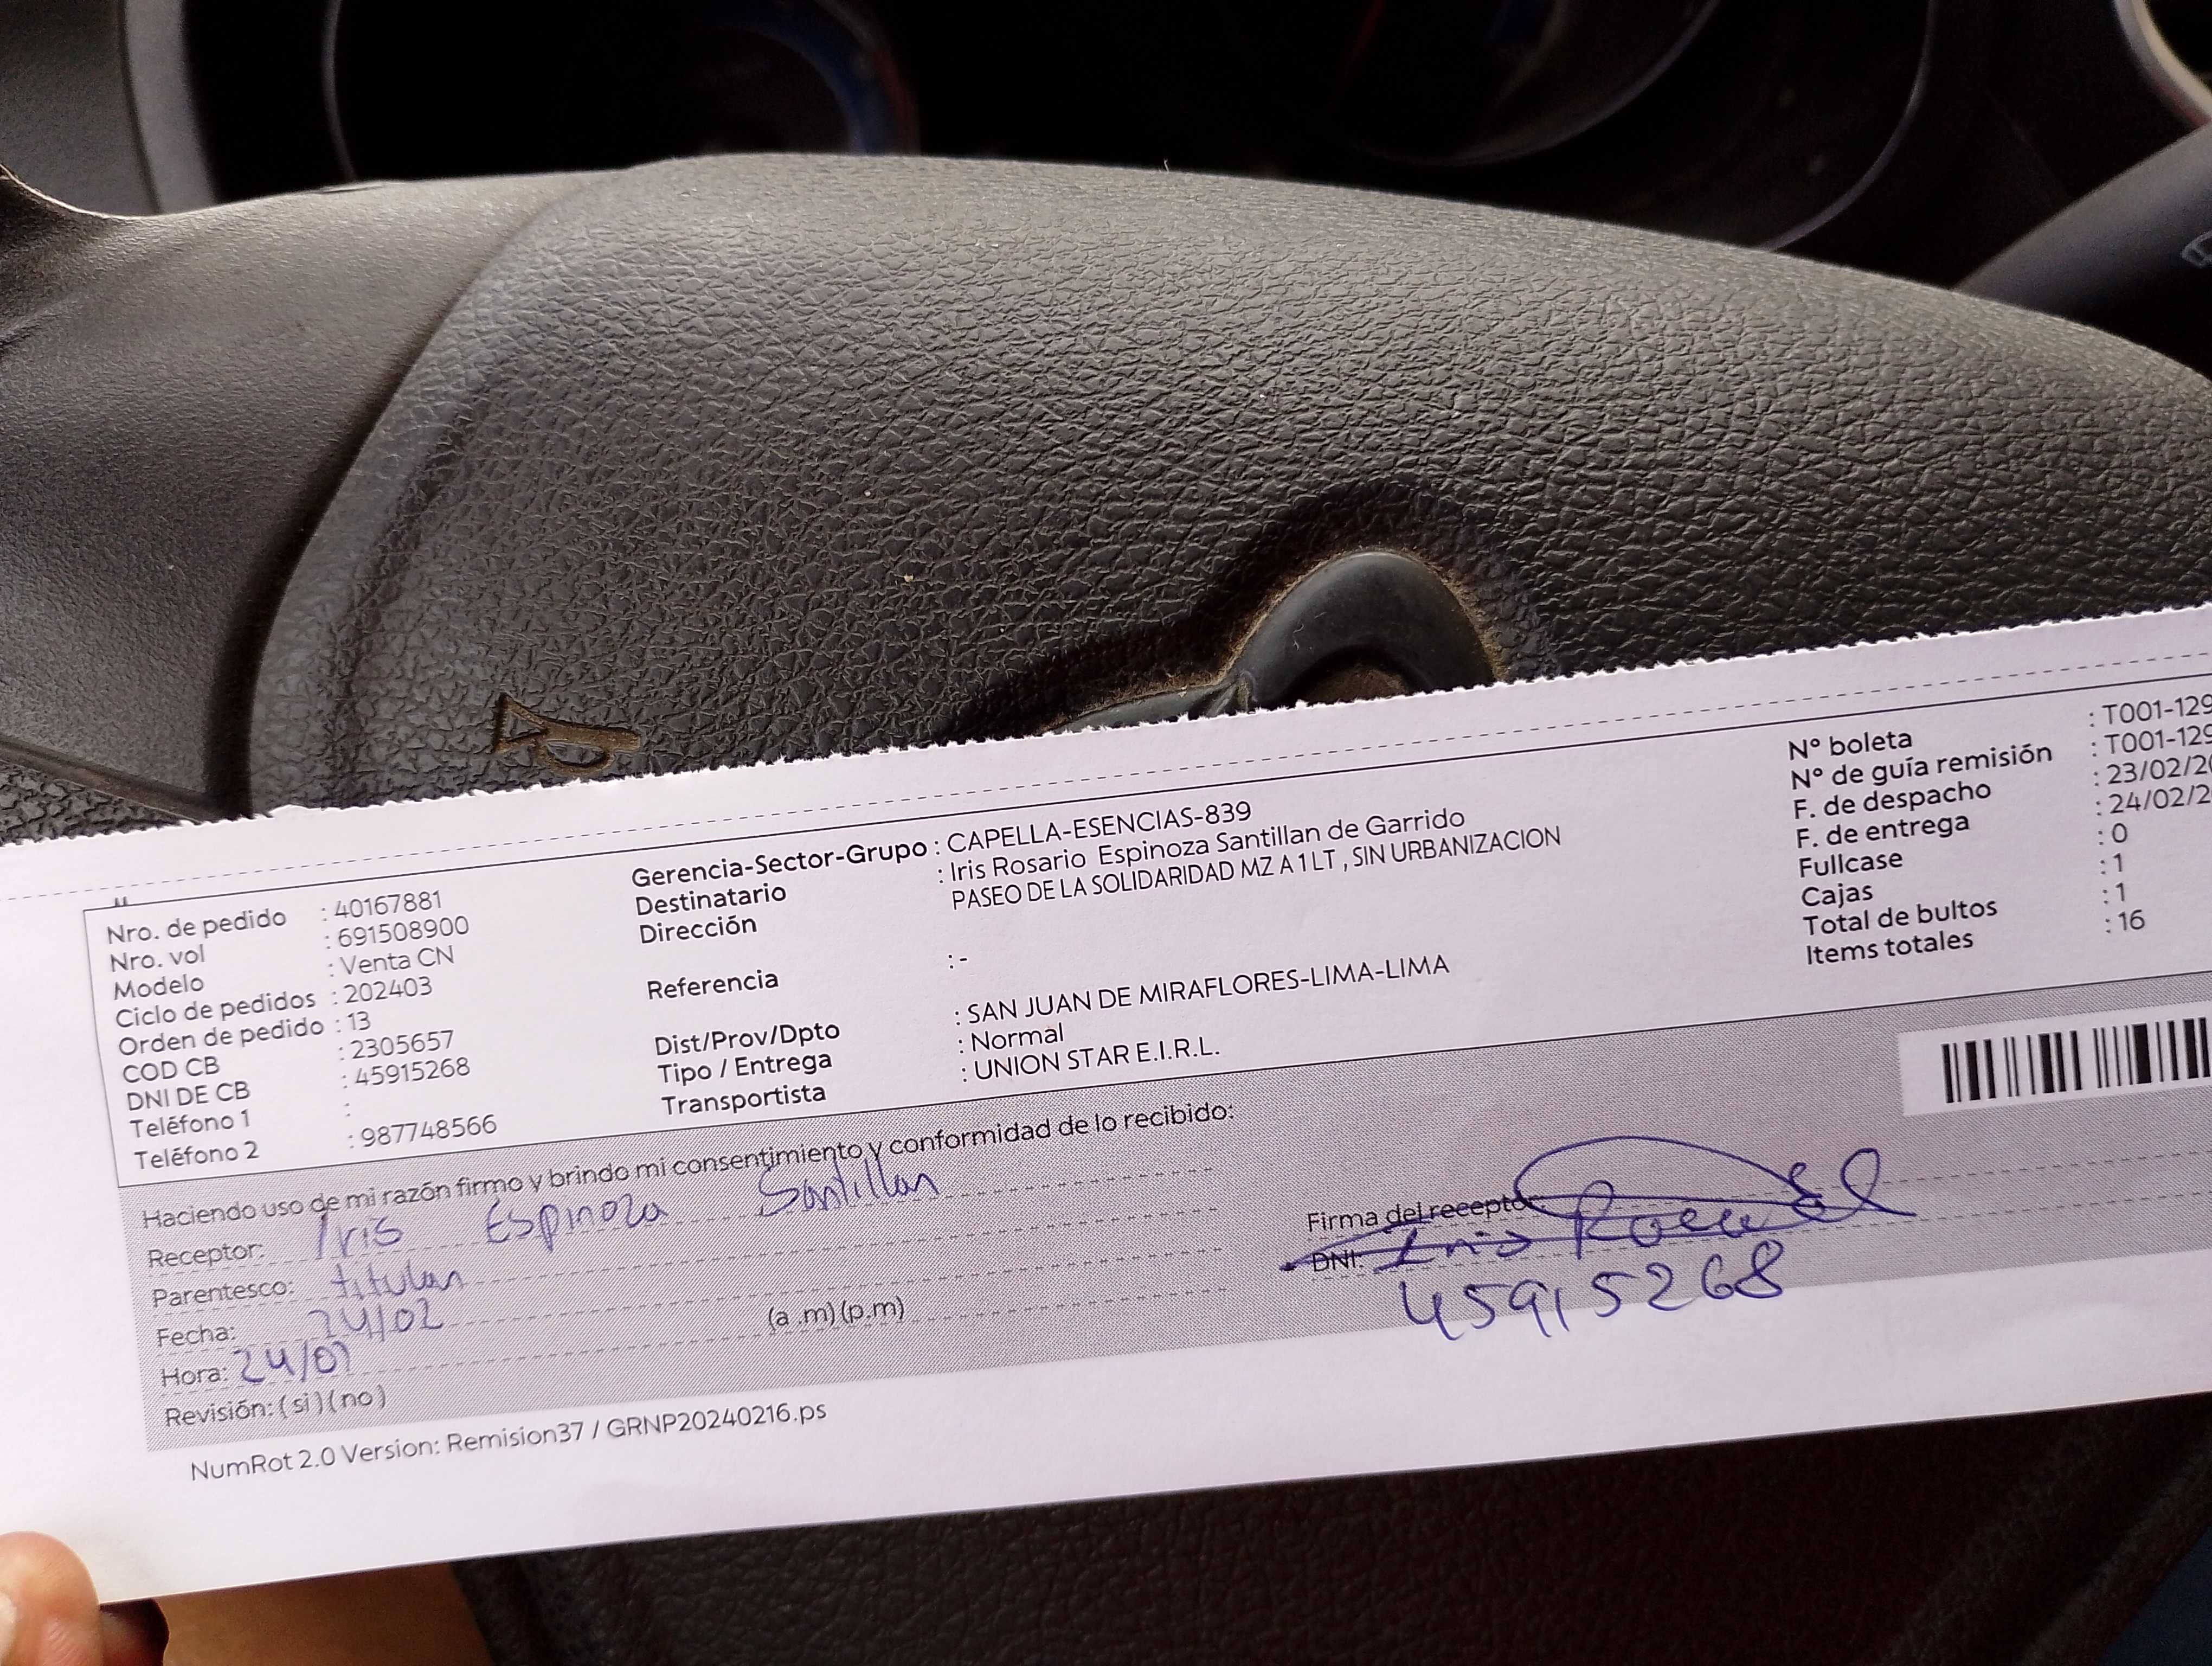 Nro. de pedido : 40167881
Nro. vol : 691508900
Modelo : Venta CN
Ciclo de pedidos : 202403
Orden de pedido : 13
COD CB : 2305657
DNI DE CB : 45915268
Teléfono 1 :
Teléfono 2 : 987748566
Gerencia-Sector-Grupo : CAPELLA-ESENCIAS-839
Destinatario : Iris Rosario Espinoza Santillan de Garrido
Dirección PASEO DE LA SOLIDARIDAD MZ A 1 LT , SIN URBANIZACION
Referencia : -
Dist/Prov/Dpto : SAN JUAN DE MIRAFLORES-LIMA-LIMA
Tipo / Entrega : Normal
Transportista : UNION STAR E.I.R.L.
N° boleta : T001-129
N° de guía remisión : T001-129
F. de despacho : 23/02/20
F. de entrega : 24/02/2
Fullcase : 0
Cajas : 1
Total de bultos : 1
Items totales : 16
Haciendo uso de mi razón firmo y brindo mi consentimiento y conformidad de lo recibido:
Receptor: Iris Espinoza Santillan
Parentesco: titular
Fecha: 24/02
Hora: 24/02 (a .m) (p.m)
Revisión: ( si ) ( no )
Firma del receptor
DNI:
45915268
NumRot 2.0 Version: Remision37 / GRNP20240216.ps